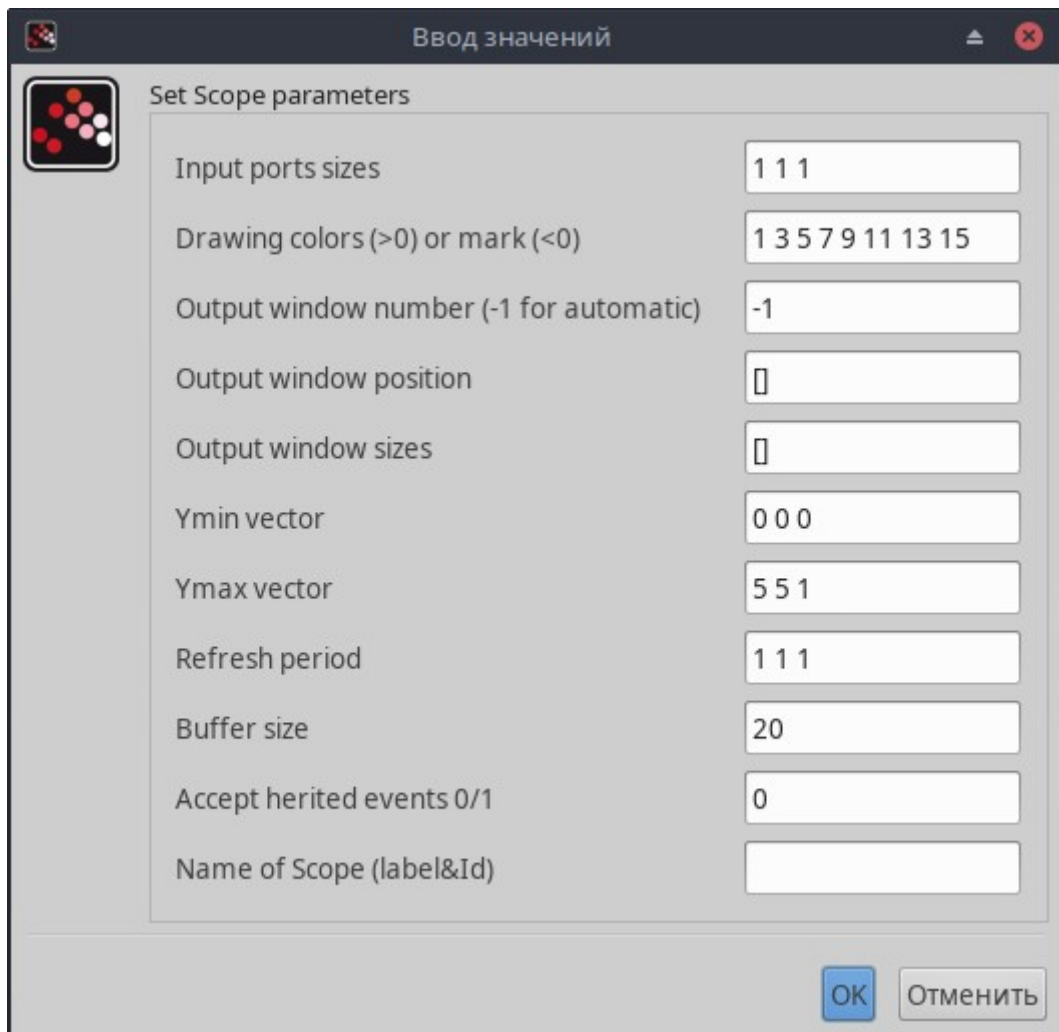 Ввод значений
Set Scope parameters
Input ports sizes 1 1 1
Drawing colors (>0) or mark (<0) 1 3 5 7 9 11 13 15
Output window number (-1 for automatic) -1
Output window position []
Output window sizes []
Ymin vector 0 0 0
Ymax vector 5 5 1
Refresh period 1 1 1
Buffer size 20
Accept herited events 0/1 0
Name of Scope (label&Id)
OK Отменить